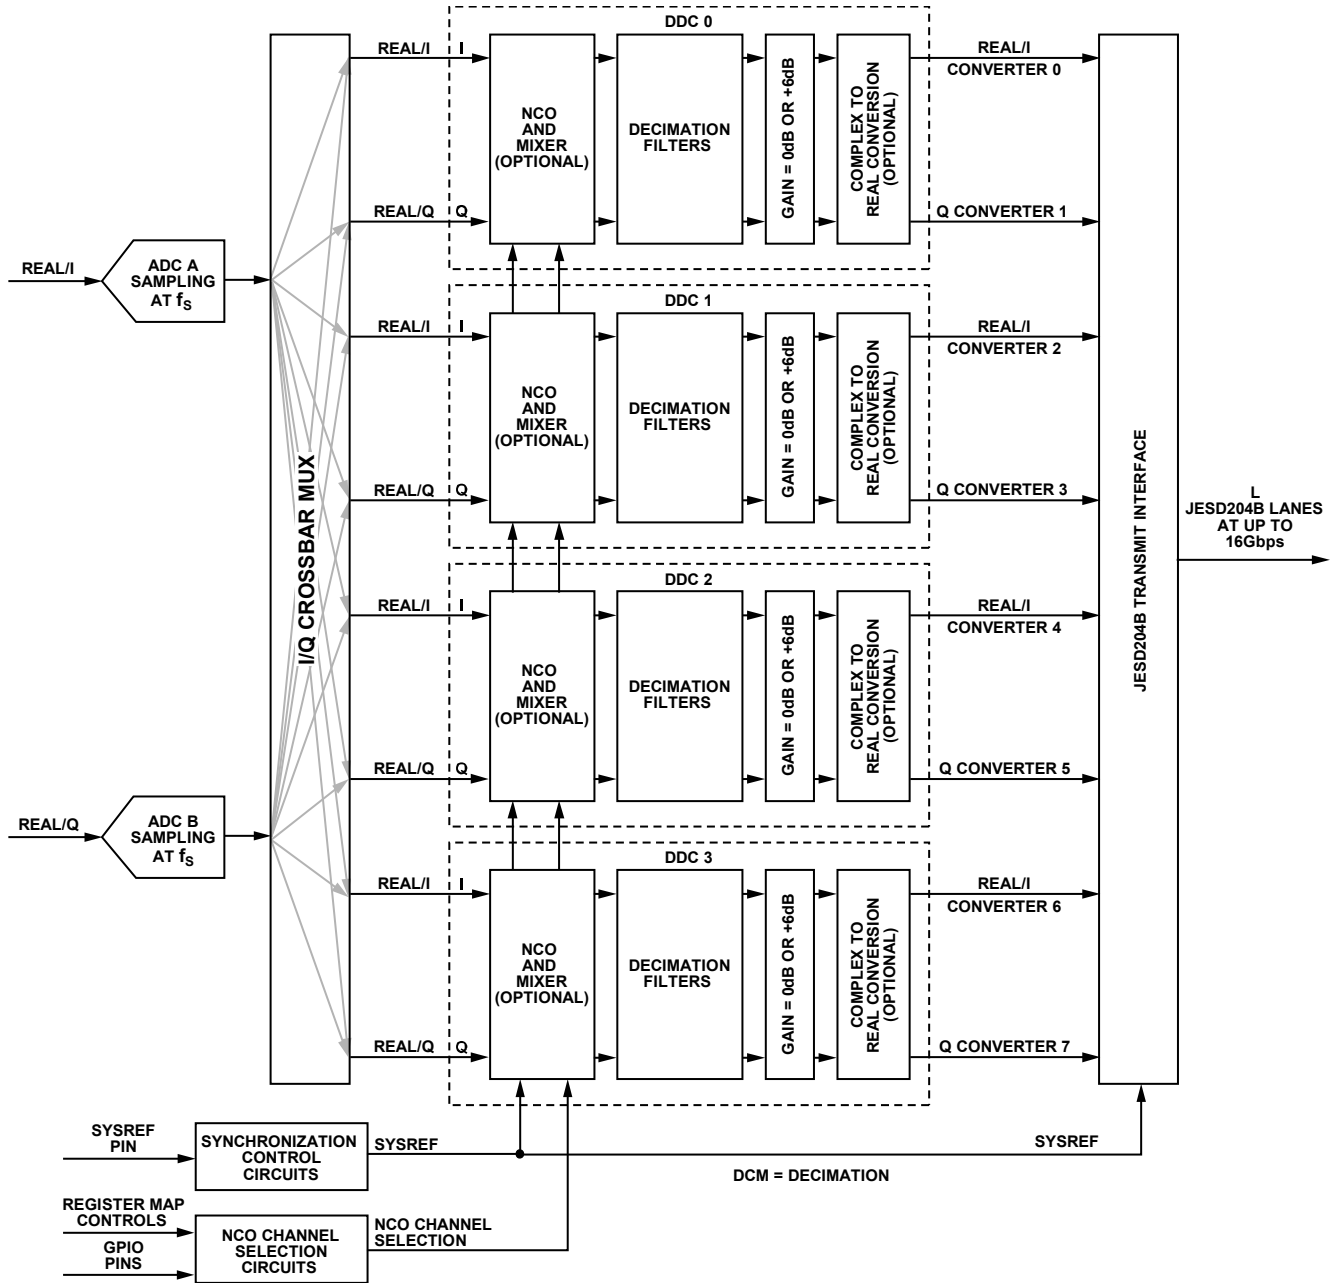 DDC 0
REAL/I
I
NCO
AND
MIXER
(OPTIONAL)
DECIMATION
FILTERS
GAIN = 0dB OR +6dB
COMPLEX TO
REAL CONVERSION
(OPTIONAL)
REAL/I
CONVERTER 0
REAL/Q
Q
Q CONVERTER 1
REAL/I
ADC A
SAMPLING
AT fS
I/Q CROSSBAR MUX
DDC 1
REAL/I
I
NCO
AND
MIXER
(OPTIONAL)
DECIMATION
FILTERS
GAIN = 0dB OR +6dB
COMPLEX TO
REAL CONVERSION
(OPTIONAL)
REAL/I
CONVERTER 2
REAL/Q
Q
Q CONVERTER 3
JESD204B TRANSMIT INTERFACE
L
JESD204B LANES
AT UP TO
16Gbps
DDC 2
REAL/I
I
NCO
AND
MIXER
(OPTIONAL)
DECIMATION
FILTERS
GAIN = 0dB OR +6dB
COMPLEX TO
REAL CONVERSION
(OPTIONAL)
REAL/I
CONVERTER 4
REAL/Q
Q
Q CONVERTER 5
REAL/Q
ADC B
SAMPLING
AT fS
DDC 3
REAL/I
I
NCO
AND
MIXER
(OPTIONAL)
DECIMATION
FILTERS
GAIN = 0dB OR +6dB
COMPLEX TO
REAL CONVERSION
(OPTIONAL)
REAL/I
CONVERTER 6
REAL/Q
Q
Q CONVERTER 7
SYSREF
PIN
SYNCHRONIZATION
CONTROL
CIRCUITS
SYSREF
SYSREF
DCM = DECIMATION
REGISTER MAP
CONTROLS
GPIO
PINS
NCO CHANNEL
SELECTION
CIRCUITS
NCO CHANNEL
SELECTION